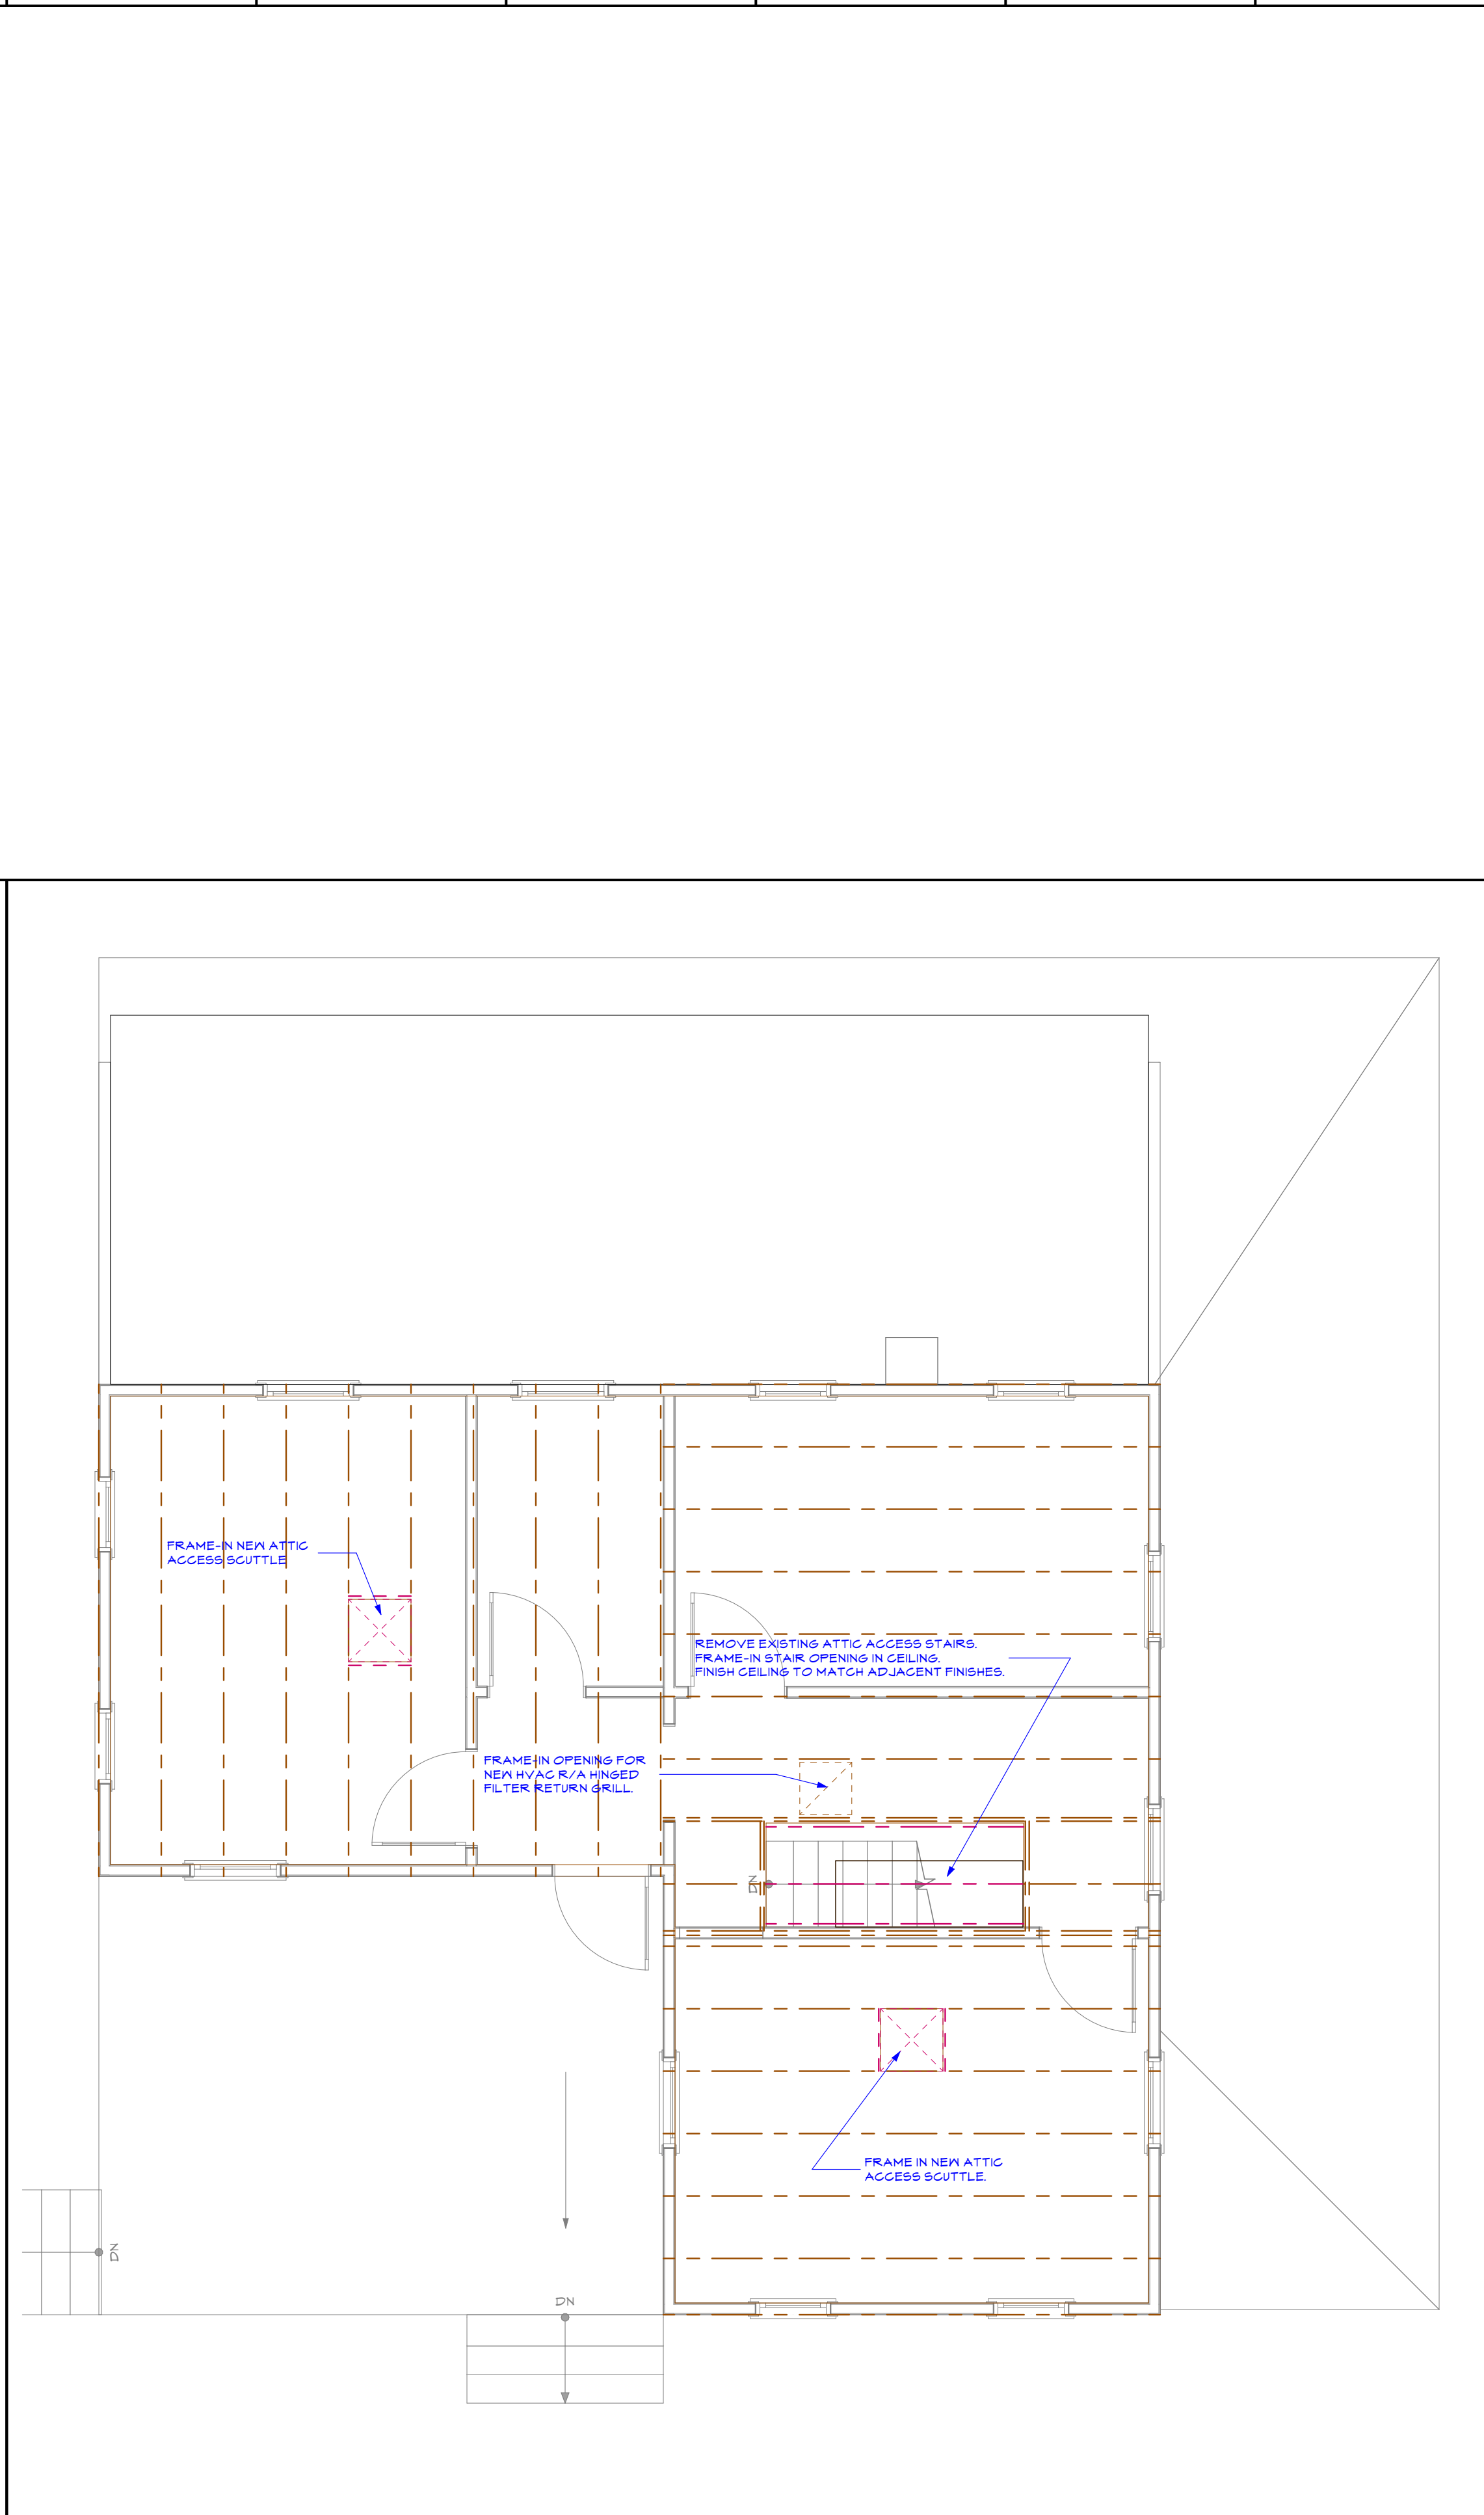 FRAME-IN NEW ATTIC
ACCESS SCUTTLE
REMOVE EXISTING ATTIC ACCESS STAIRS.
FRAME-IN STAIR OPENING IN CEILING.
FINISH CEILING TO MATCH ADJACENT FINISHES.
FRAME-IN OPENING FOR
NEW HVAC R/A HINGED
FILTER RETURN GRILL.
DN
FRAME IN NEW ATTIC
ACCESS SCUTTLE.
DN
DN